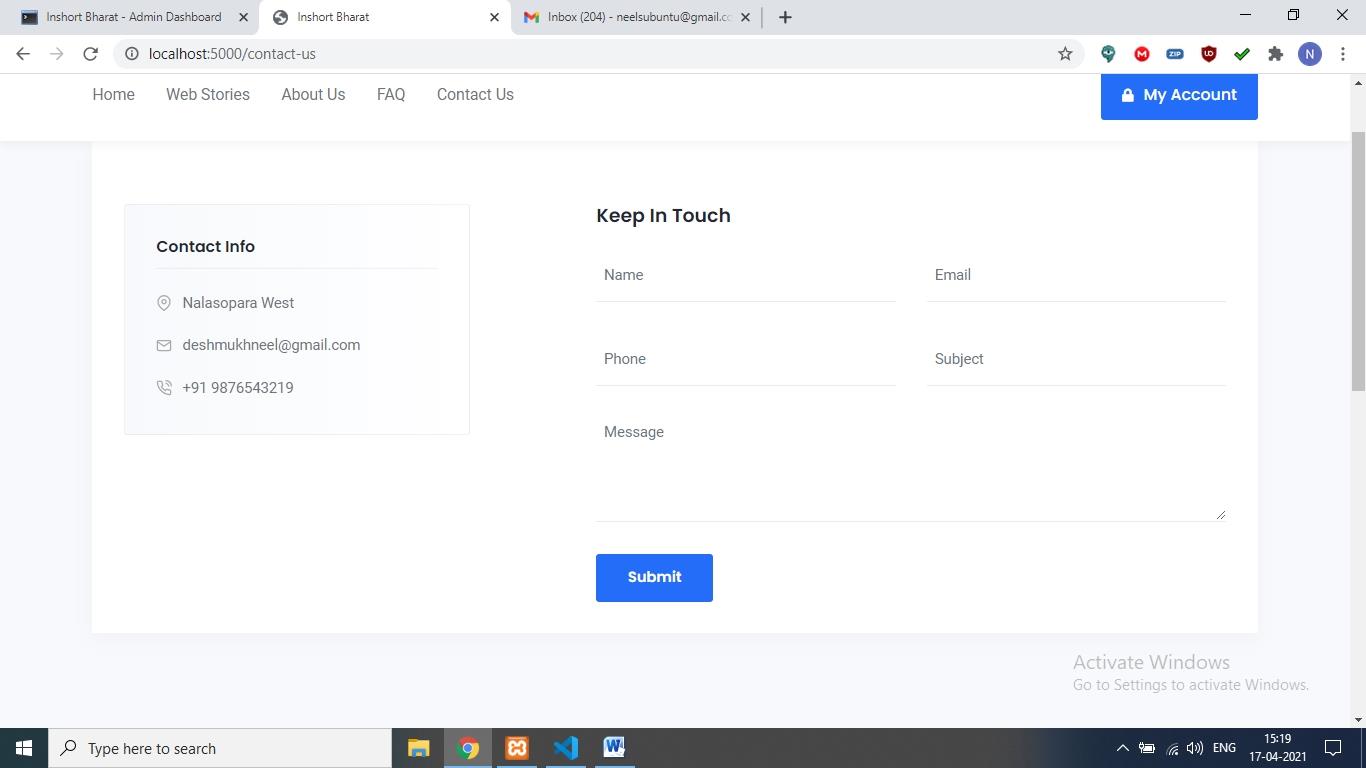 Inshort Bharat - Admin Dashboard
Inshort Bharat
Inbox (204) - neelsubuntu@gmail.co
localhost:5000/contact-us
ZIP
N
Home Web Stories About Us FAQ Contact Us
My Account
Contact Info
Nalasopara West
deshmukhneel@gmail.com
+91 9876543219
Keep In Touch
Name Email
Phone Subject
Message
Submit
Activate Windows
Go to Settings to activate Windows.
Type here to search
ENG
15:19
17-04-2021